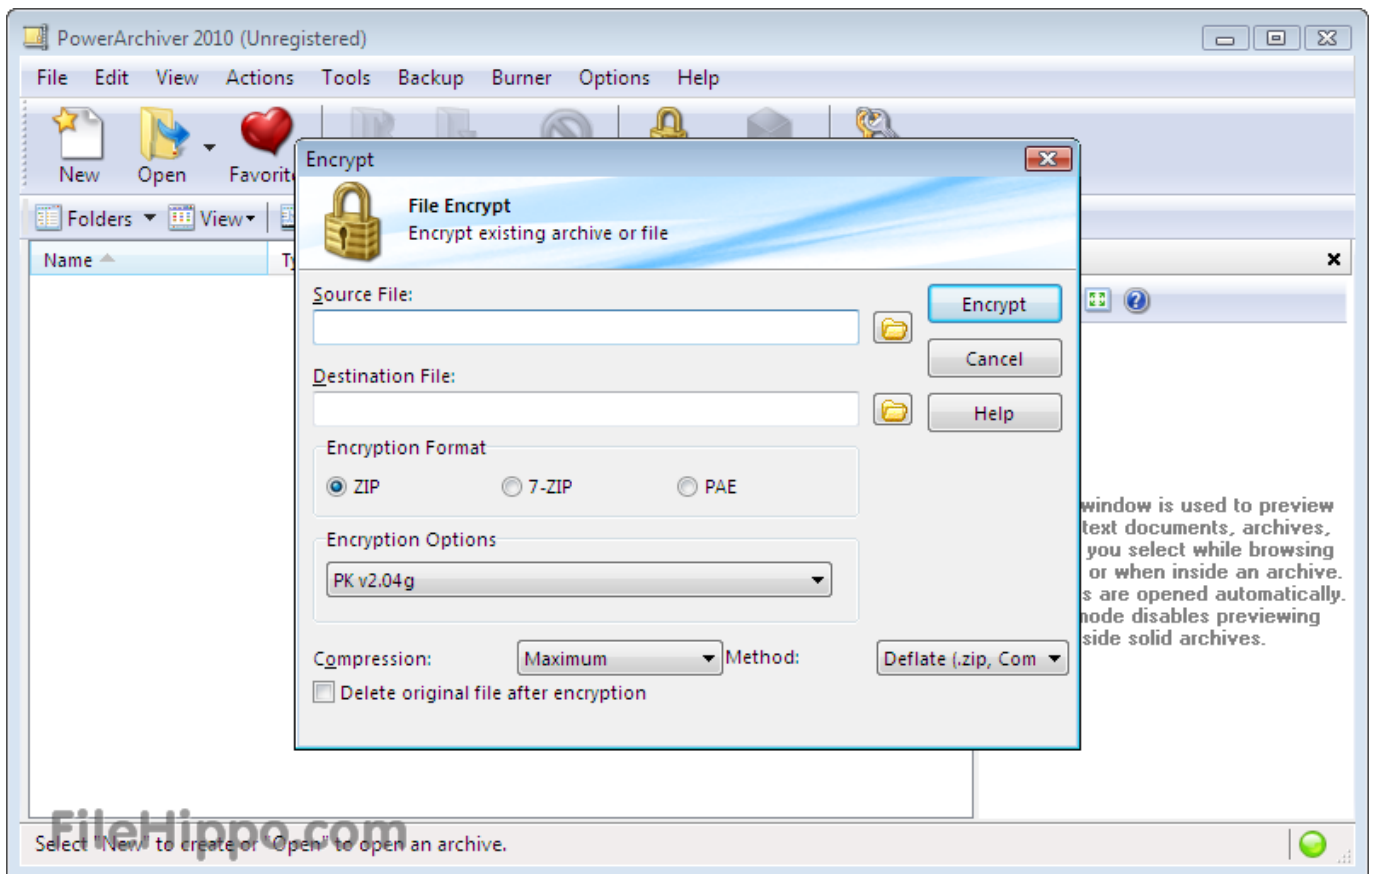 PowerArchiver 2010 (Unregistered)
File Edit View Actions Tools Backup Burner Options Help
New Open Favorite
Folders View
Name
Encrypt
File Encrypt
Encrypt existing archive or file
Source File:
Encrypt
Cancel
Destination File:
Help
Encryption Format
ZIP 7-ZIP PAE
Encryption Options
PK v2.04g
Compression: Maximum Method: Deflate (.zip, Com
Delete original file after encryption
window is used to preview
text documents, archives,
you select while browsing
or when inside an archive.
s are opened automatically.
mode disables previewing
side solid archives.
FileHippo.com
Select "New" to create or "Open" to open an archive.